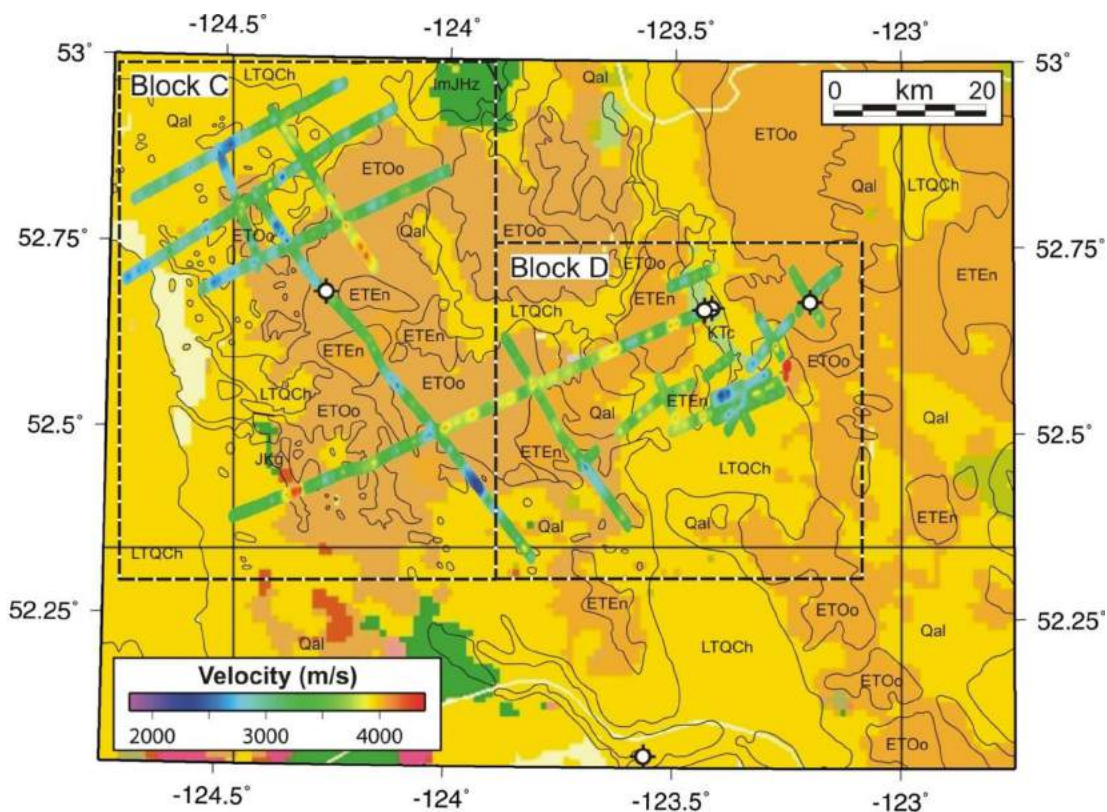 -124.5˚ -124˚ -123.5˚ -123˚
53˚ 53˚
Block C LTQCh lmJHz Qal 0 km 20
Qal
ETOo ETOo Qal LTQCh
52.75˚ ETOo Qal ETOo 52.75˚
Block D ETOo ETEn
ETEn ETEn LTQCh KTc
ETEn ETOo ETOo
LTQCh ETOo ETEn
52.5˚ Qal Qal 52.5˚
JKg ETEn LTQCh
Qal Qal ETEn
LTQCh
52.25˚ ETEn ETOo 52.25˚
Qal LTQCh Qal
Velocity (m/s) ETOo
2000 3000 4000
ETOo
-124.5˚ -124˚ -123.5˚ -123˚